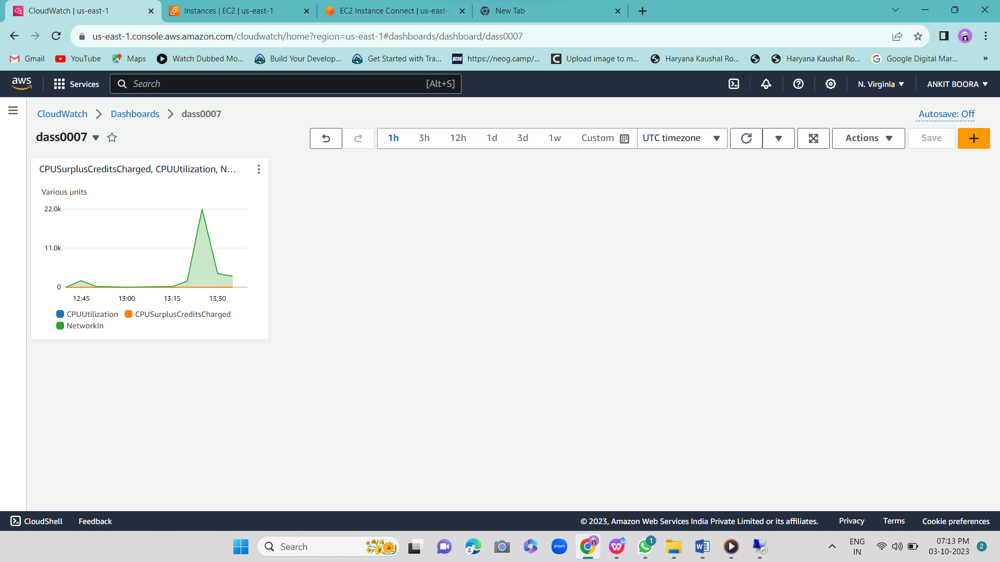 CloudWatch | us-east-1
Instances | EC2 | us-east-1
EC2 Instance Connect | us-east-
New Tab
us-east-1.console.aws.amazon.com/cloudwatch/home?region=us-east-1#dashboards/dashboard/dass0007
Gmail
YouTube
Maps
Watch Dubbed Mo...
Build Your Develop...
Get Started with Tra...
NEOG
https://neog.camp/...
Upload image to m...
Haryana Kaushal Ro...
Haryana Kaushal Ro...
Google Digital Mar...
»
aws
Services
Search
[Alt+S]
N. Virginia
ANKIT BOORA
CloudWatch
Dashboards
dass0007
Autosave: Off
dass0007
1h
3h
12h
1d
3d
1w
Custom
UTC timezone
Actions
Save
CPUSurplusCreditsCharged, CPUUtilization, N...
Various units
22.0k
11.0k
0
12:45
13:00
13:15
13:30
CPUUtilization
CPUSurplusCreditsCharged
NetworkIn
CloudShell
Feedback
© 2023, Amazon Web Services India Private Limited or its affiliates.
Privacy
Terms
Cookie preferences
Search
zoom
1
ENG
IN
07:13 PM
03-10-2023
2